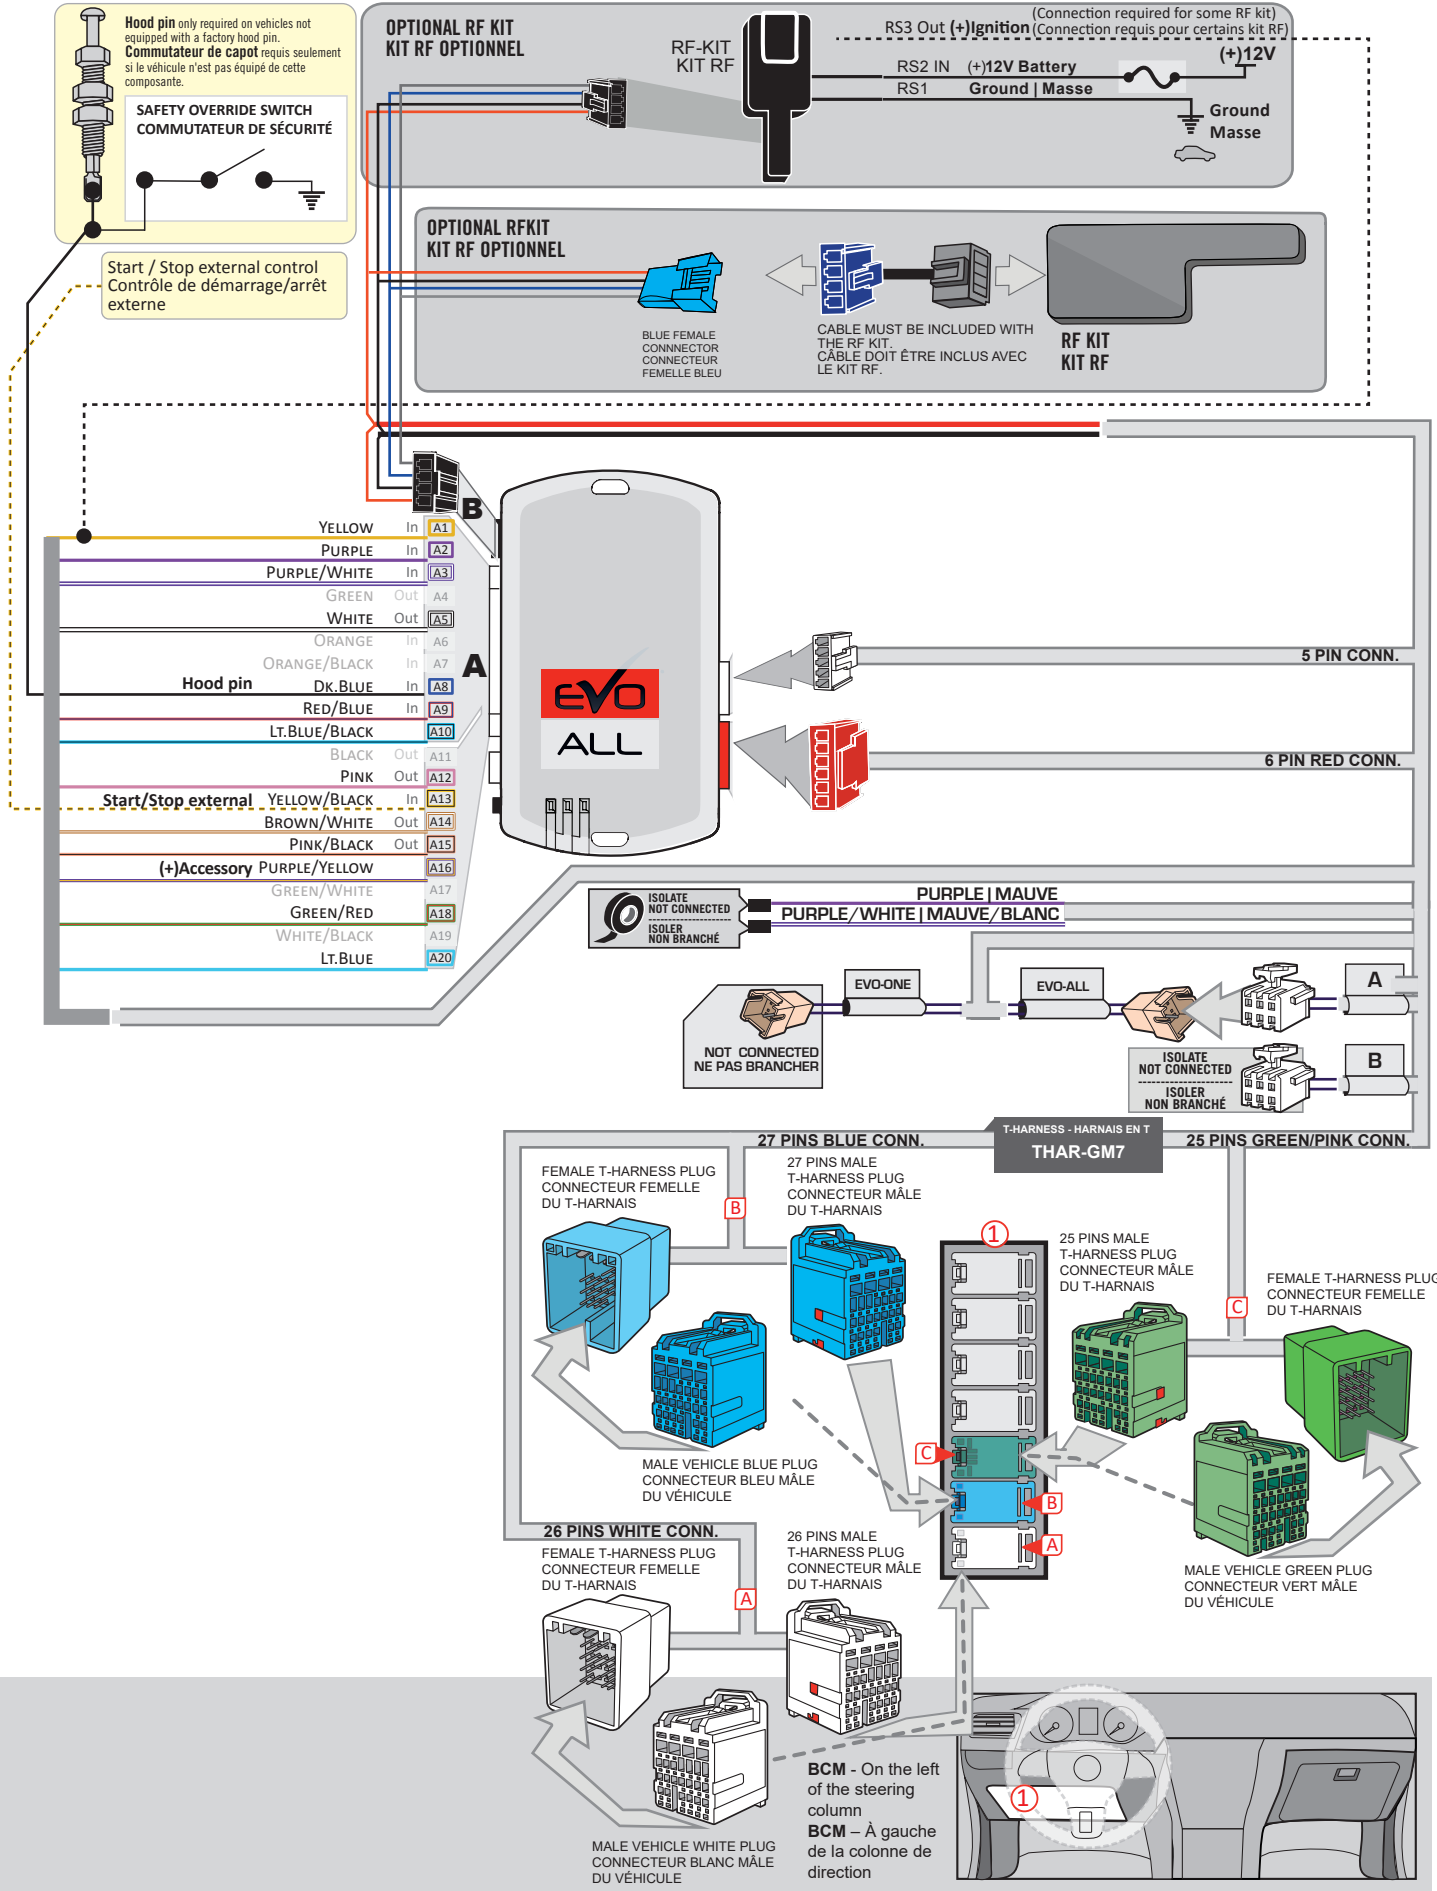 Hood pin only required on vehicles not
equipped with a factory hood pin.
Commutateur de capot requis seulement
si le véhicule n'est pas équipé de cette
composante.
SAFETY OVERRIDE SWITCH
COMMUTATEUR DE SÉCURITÉ
Start / Stop external control
Contrôle de démarrage/arrêt
externe
OPTIONAL RF KIT
KIT RF OPTIONNEL
RF-KIT
KIT RF
(Connection required for some RF kit)
RS3 Out (+)Ignition (Connection requis pour certains kit RF)
(+)12V
RS2 IN (+)12V Battery
RS1 Ground | Masse
Ground
Masse
OPTIONAL RFKIT
KIT RF OPTIONNEL
BLUE FEMALE
CONNNECTOR
CONNECTEUR
FEMELLE BLEU
CABLE MUST BE INCLUDED WITH
THE RF KIT.
CÂBLE DOIT ÊTRE INCLUS AVEC
LE KIT RF.
RF KIT
KIT RF
B
A
YELLOW In A1
PURPLE In A2
PURPLE/WHITE In A3
GREEN Out A4
WHITE Out A5
ORANGE In A6
ORANGE/BLACK In A7
Hood pin DK.BLUE In A8
RED/BLUE In A9
LT.BLUE/BLACK A10
BLACK Out A11
PINK Out A12
Start/Stop external YELLOW/BLACK In A13
BROWN/WHITE Out A14
PINK/BLACK Out A15
(+)Accessory PURPLE/YELLOW A16
GREEN/WHITE A17
GREEN/RED A18
WHITE/BLACK A19
LT.BLUE A20
EVO
ALL
5 PIN CONN.
6 PIN RED CONN.
ISOLATE
NOT CONNECTED
ISOLER
NON BRANCHÉ
PURPLE | MAUVE
PURPLE/WHITE | MAUVE/BLANC
EVO-ONE
EVO-ALL
A
NOT CONNECTED
NE PAS BRANCHER
ISOLATE
NOT CONNECTED
ISOLER
NON BRANCHÉ
B
T-HARNESS - HARNAIS EN T
THAR-GM7
27 PINS BLUE CONN.
25 PINS GREEN/PINK CONN.
FEMALE T-HARNESS PLUG
CONNECTEUR FEMELLE
DU T-HARNAIS
B
27 PINS MALE
T-HARNESS PLUG
CONNECTEUR MÂLE
DU T-HARNAIS
1
25 PINS MALE
T-HARNESS PLUG
CONNECTEUR MÂLE
DU T-HARNAIS
C
FEMALE T-HARNESS PLUG
CONNECTEUR FEMELLE
DU T-HARNAIS
MALE VEHICLE BLUE PLUG
CONNECTEUR BLEU MÂLE
DU VÉHICULE
C
B
A
MALE VEHICLE GREEN PLUG
CONNECTEUR VERT MÂLE
DU VÉHICULE
26 PINS WHITE CONN.
FEMALE T-HARNESS PLUG
CONNECTEUR FEMELLE
DU T-HARNAIS
A
26 PINS MALE
T-HARNESS PLUG
CONNECTEUR MÂLE
DU T-HARNAIS
MALE VEHICLE WHITE PLUG
CONNECTEUR BLANC MÂLE
DU VÉHICULE
BCM - On the left
of the steering
column
BCM – À gauche
de la colonne de
direction
1